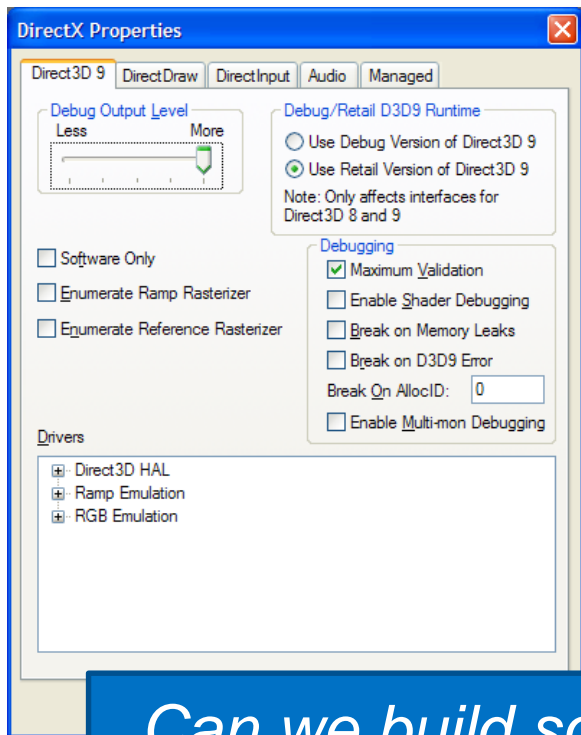 DirectX Properties
Direct3D 9 DirectDraw DirectInput Audio Managed
Debug Output Level
Less More
Debug/Retail D3D9 Runtime
Use Debug Version of Direct3D 9
Use Retail Version of Direct3D 9
Note: Only affects interfaces for
Direct3D 8 and 9
Software Only
Enumerate Ramp Rasterizer
Enumerate Reference Rasterizer
Debugging
Maximum Validation
Enable Shader Debugging
Break on Memory Leaks
Break on D3D9 Error
Break On AllocID: 0
Enable Multi-mon Debugging
Drivers
Direct3D HAL
Ramp Emulation
RGB Emulation
Can we build